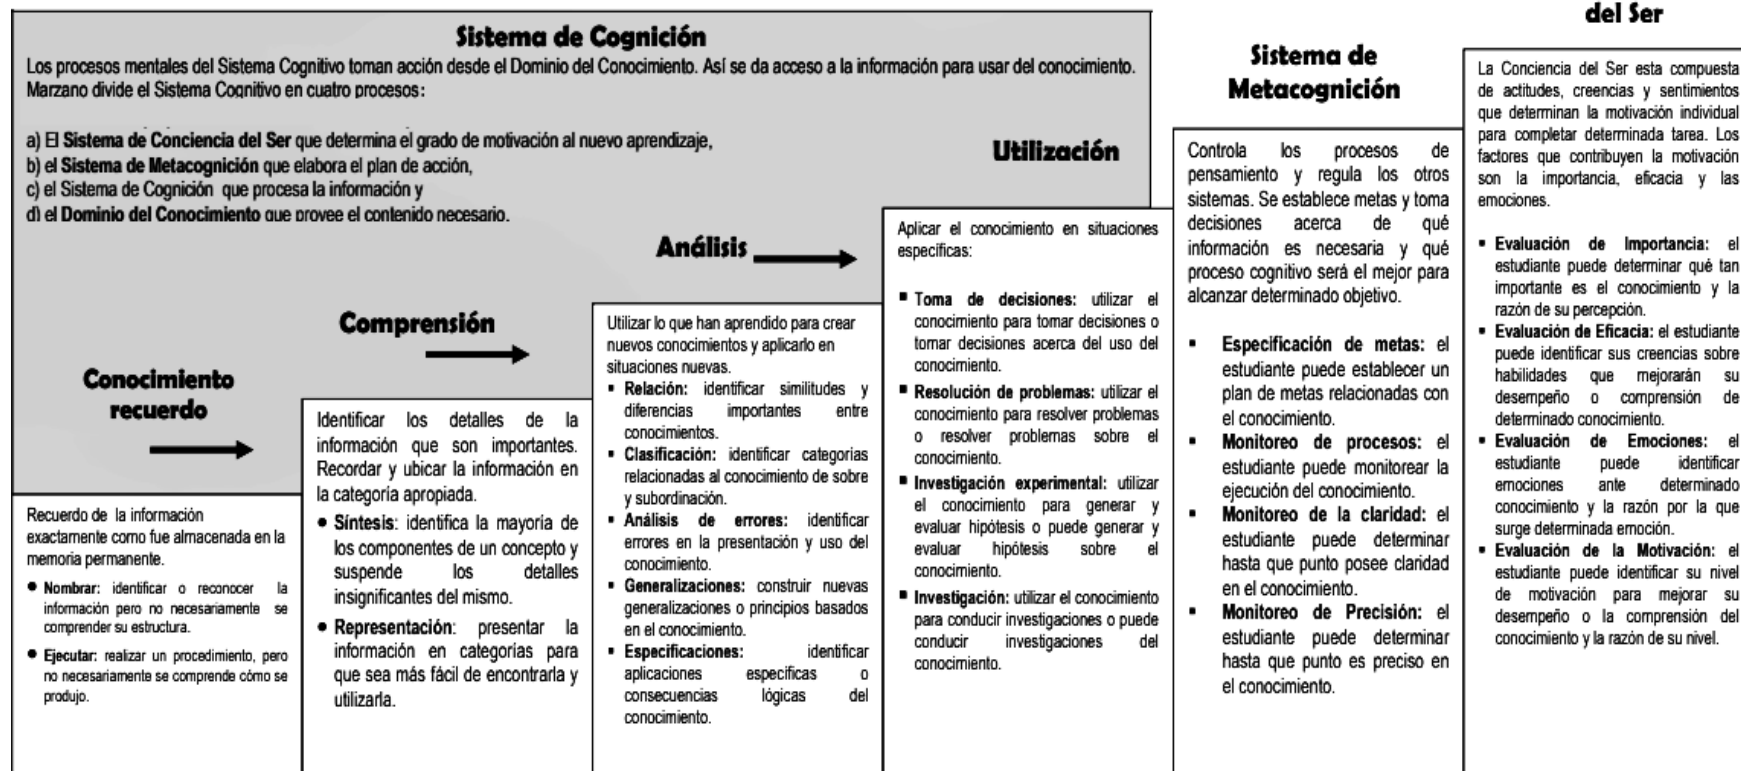 Sistema de Cognición
Los procesos mentales del Sistema Cognitivo toman acción desde el Dominio del Conocimiento. Así se da acceso a la información para usar del conocimiento.
Marzano divide el Sistema Cognitivo en cuatro procesos:
a) El Sistema de Conciencia del Ser que determina el grado de motivación al nuevo aprendizaje,
b) el Sistema de Metacognición que elabora el plan de acción,
c) el Sistema de Cognición que procesa la información y
d) el Dominio del Conocimiento que provee el contenido necesario.
Conocimiento
recuerdo
Recuerdo de la información
exactamente como fue almacenada en la
memoria permanente.
● Nombrar: identificar o reconocer la
información pero no necesariamente se
comprender su estructura.
● Ejecutar: realizar un procedimiento, pero
no necesariamente se comprende cómo se
produjo.
Comprensión
Identificar los detalles de la
información que son importantes.
Recordar y ubicar la información en
la categoría apropiada.
● Síntesis: identifica la mayoría de
los componentes de un concepto y
suspende los detalles
insignificantes del mismo.
● Representación: presentar la
información en categorías para
que sea más fácil de encontrarla y
utilizarla.
Análisis
Utilizar lo que han aprendido para crear
nuevos conocimientos y aplicarlo en
situaciones nuevas.
▪ Relación: identificar similitudes y
diferencias importantes entre
conocimientos.
▪ Clasificación: identificar categorías
relacionadas al conocimiento de sobre
y subordinación.
▪ Análisis de errores: identificar
errores en la presentación y uso del
conocimiento.
▪ Generalizaciones: construir nuevas
generalizaciones o principios basados
en el conocimiento.
▪ Especificaciones: identificar
aplicaciones específicas o
consecuencias lógicas del
conocimiento.
Utilización
Aplicar el conocimiento en situaciones
específicas:
▪ Toma de decisiones: utilizar el
conocimiento para tomar decisiones o
tomar decisiones acerca del uso del
conocimiento.
▪ Resolución de problemas: utilizar el
conocimiento para resolver problemas
o resolver problemas sobre el
conocimiento.
▪ Investigación experimental: utilizar
el conocimiento para generar y
evaluar hipótesis o puede generar y
evaluar hipótesis sobre el
conocimiento.
▪ Investigación: utilizar el conocimiento
para conducir investigaciones o puede
conducir investigaciones del
conocimiento.
Sistema de
Metacognición
Controla los procesos de
pensamiento y regula los otros
sistemas. Se establece metas y toma
decisiones acerca de qué
información es necesaria y qué
proceso cognitivo será el mejor para
alcanzar determinado objetivo.
▪ Especificación de metas: el
estudiante puede establecer un
plan de metas relacionadas con
el conocimiento.
▪ Monitoreo de procesos: el
estudiante puede monitorear la
ejecución del conocimiento.
▪ Monitoreo de la claridad: el
estudiante puede determinar
hasta que punto posee claridad
en el conocimiento.
▪ Monitoreo de Precisión: el
estudiante puede determinar
hasta que punto es preciso en
el conocimiento.
del Ser
La Conciencia del Ser esta compuesta
de actitudes, creencias y sentimientos
que determinan la motivación individual
para completar determinada tarea. Los
factores que contribuyen la motivación
son la importancia, eficacia y las
emociones.
▪ Evaluación de Importancia: el
estudiante puede determinar qué tan
importante es el conocimiento y la
razón de su percepción.
▪ Evaluación de Eficacia: el estudiante
puede identificar sus creencias sobre
habilidades que mejorarán su
desempeño o comprensión de
determinado conocimiento.
▪ Evaluación de Emociones: el
estudiante puede identificar
emociones ante determinado
conocimiento y la razón por la que
surge determinada emoción.
▪ Evaluación de la Motivación: el
estudiante puede identificar su nivel
de motivación para mejorar su
desempeño o la comprensión del
conocimiento y la razón de su nivel.